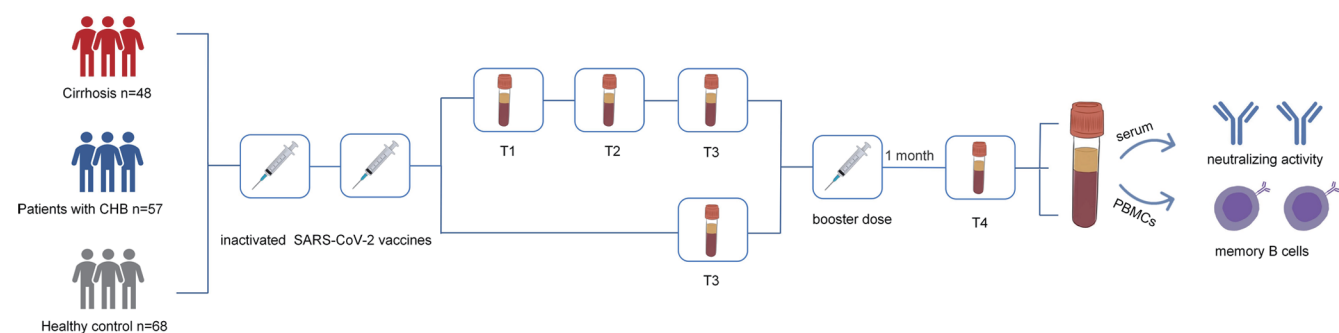 Cirrhosis n=48
Patients with CHB n=57
Healthy control n=68
inactivated SARS-CoV-2 vaccines
T1
T2
T3
T3
booster dose
1 month
T4
serum
PBMCs
neutralizing activity
memory B cells